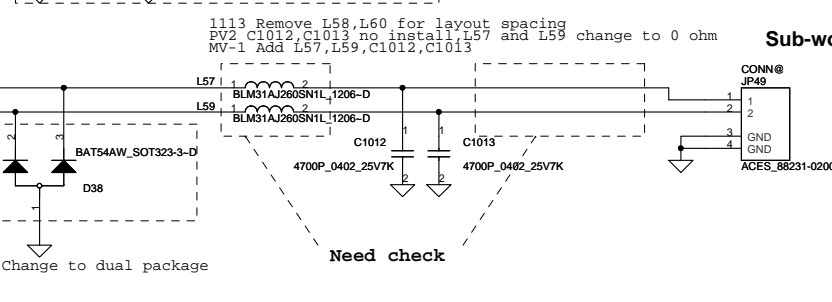 1113 Remove L58,L60 for layout spacing
PV2 C1012,C1013 no install,L57 and L59 change to 0 ohm
MV-1 Add L57,L59,C1012,C1013
Sub-wo
CONN@
JP49
L57
1
2
BLM31AJ260SN1L_1206~D
L59
1
2
BLM31AJ260SN1L_1206~D
1
2
3
4
1
2
GND
GND
ACES_88231-0200
2
3
BAT54AW_SOT323-3~D
D38
1
C1012
1
4700P_0402_25V7K
2
C1013
1
4700P_0402_25V7K
2
Need check
Change to dual package